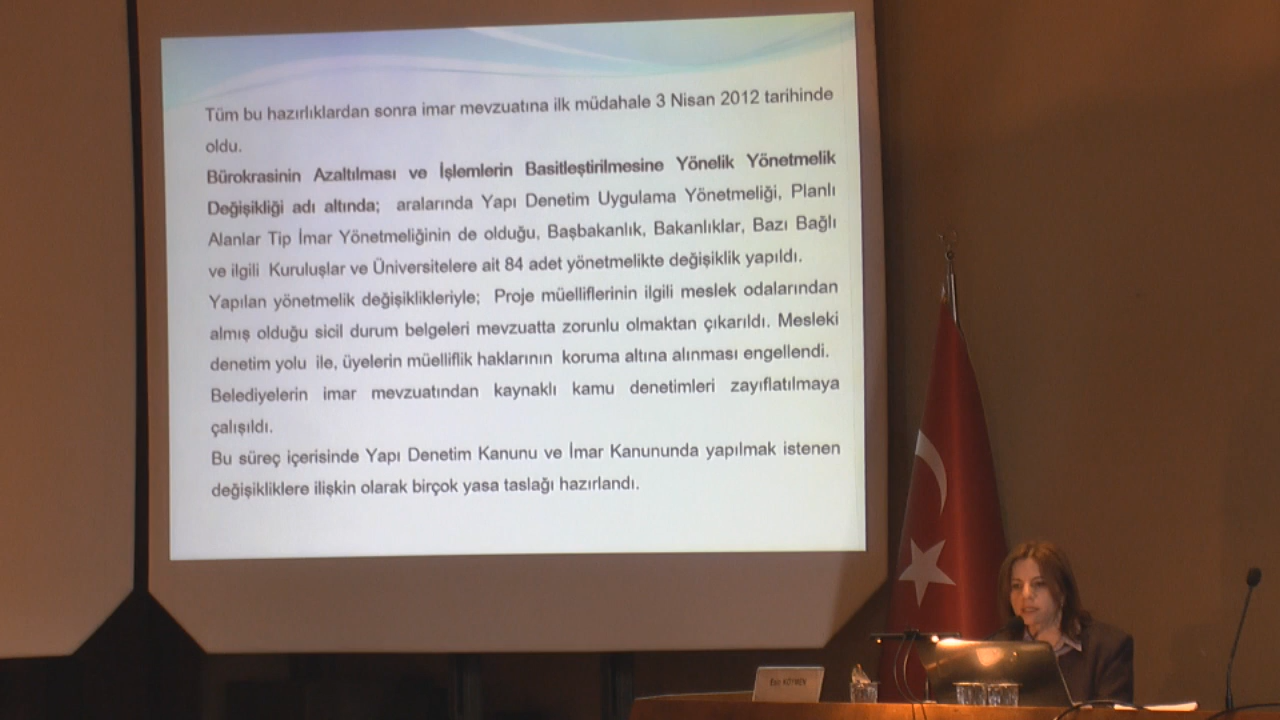 Tüm bu hazırlıklardan sonra imar mevzuatına ilk müdahale 3 Nisan 2012 tarihinde
oldu.
Bürokrasinin Azaltılması ve İşlemlerin Basitleştirilmesine Yönelik Yönetmelik
Değişikliği adı altında; aralarında Yapı Denetim Uygulama Yönetmeliği, Planlı
Alanlar Tip İmar Yönetmeliğinin de olduğu, Başbakanlık, Bakanlıklar, Bazı Bağlı
ve ilgili Kuruluşlar ve Üniversitelere ait 84 adet yönetmelikte değişiklik yapıldı.
Yapılan yönetmelik değişiklikleriyle; Proje müelliflerinin ilgili meslek odalarından
almış olduğu sicil durum belgeleri mevzuatta zorunlu olmaktan çıkarıldı. Mesleki
denetim yolu ile, üyelerin müelliflik haklarının koruma altına alınması engellendi.
Belediyelerin imar mevzuatından kaynaklı kamu denetimleri zayıflatılmaya
çalışıldı.
Bu süreç içerisinde Yapı Denetim Kanunu ve İmar Kanununda yapılmak istenen
değişikliklere ilişkin olarak birçok yasa taslağı hazırlandı.